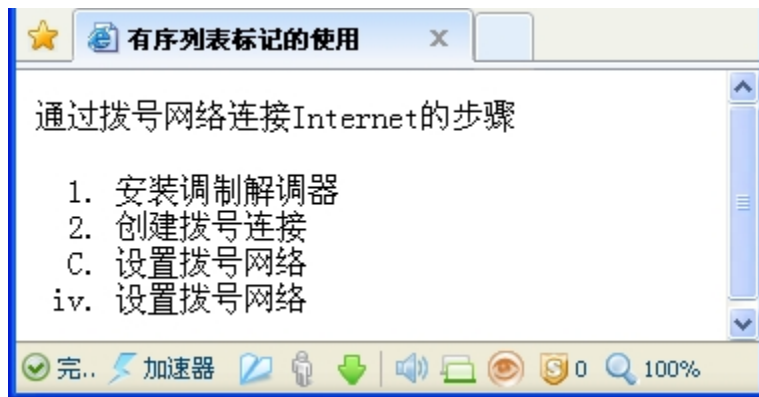 有序列表标记的使用
通过拨号网络连接Internet的步骤
1. 安装调制解调器
2. 创建拨号连接
C. 设置拨号网络
iv. 设置拨号网络
完.. 加速器 0 100%